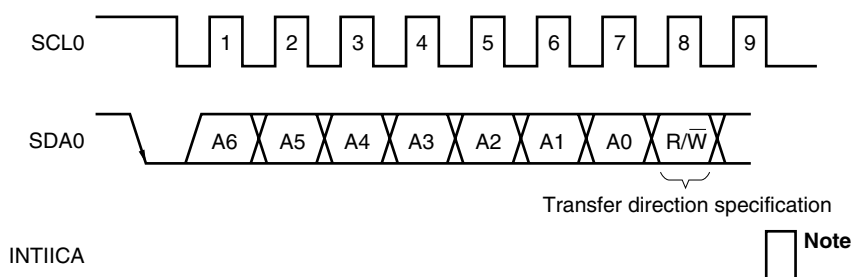 SCL0 1 2 3 4 5 6 7 8 9
SDA0 A6 A5 A4 A3 A2 A1 A0 R/W̅
Transfer direction specification
Note
INTIICA